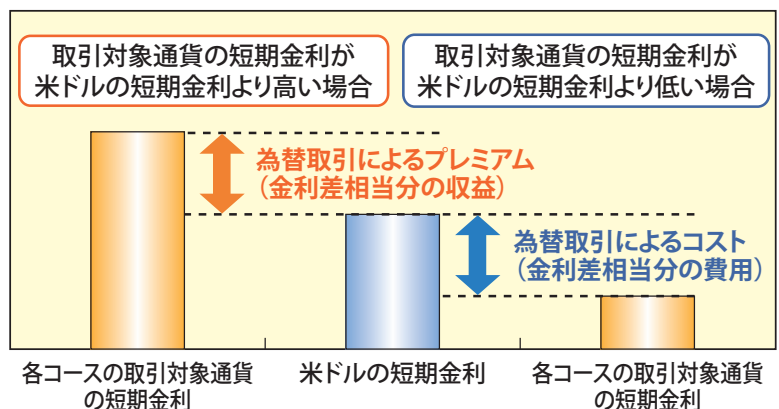 取引対象通貨の短期金利が
米ドルの短期金利より高い場合
取引対象通貨の短期金利が
米ドルの短期金利より低い場合
為替取引によるプレミアム
(金利差相当分の収益)
為替取引によるコスト
(金利差相当分の費用)
各コースの取引対象通貨
の短期金利
米ドルの短期金利
各コースの取引対象通貨
の短期金利